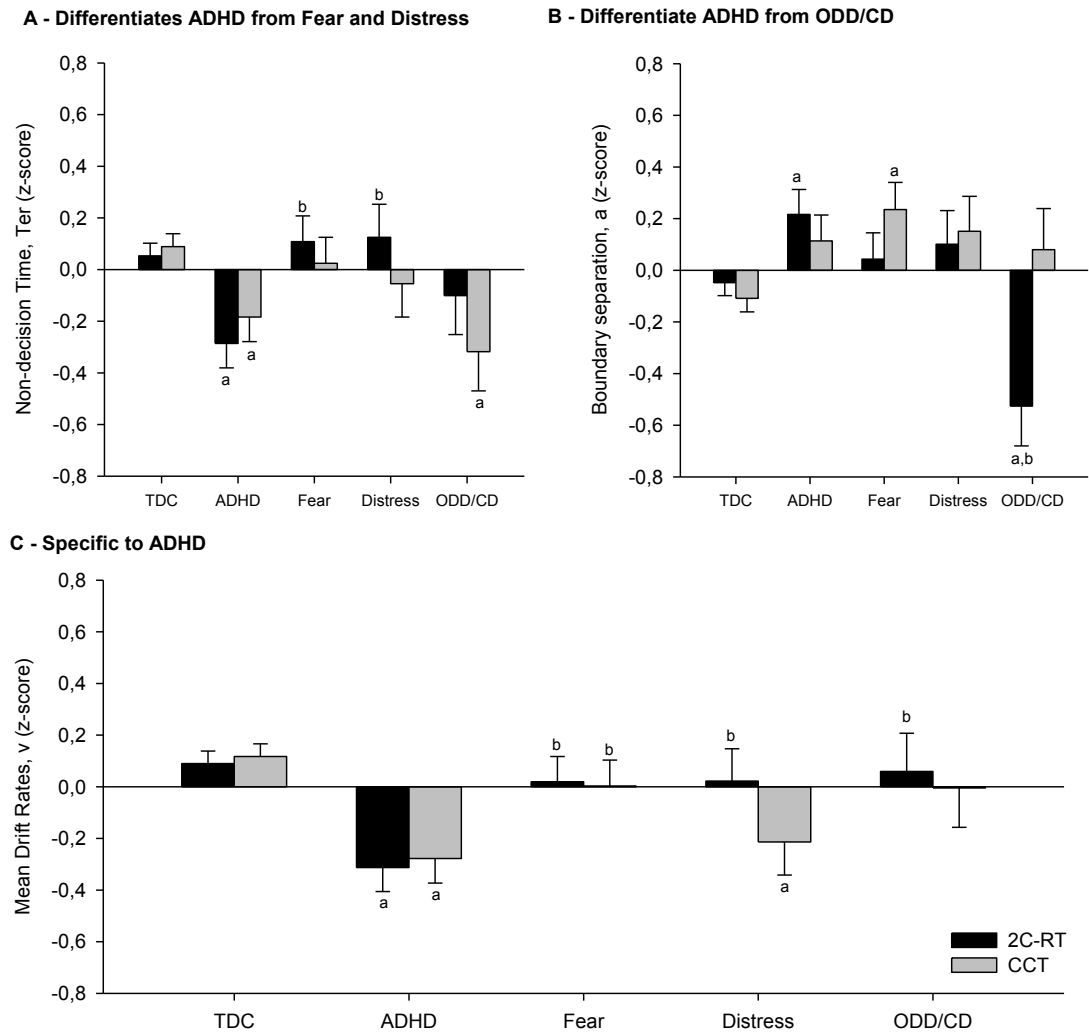 A - Differentiates ADHD from Fear and Distress
Non-decision Time, Ter (z-score)
0,8
0,6
0,4
0,2
0,0
-0,2
-0,4
-0,6
-0,8
a
a
b
b
a
TDC
ADHD
Fear
Distress
ODD/CD
B - Differentiate ADHD from ODD/CD
Boundary separation, a (z-score)
0,8
0,6
0,4
0,2
0,0
-0,2
-0,4
-0,6
-0,8
a
a
a,b
TDC
ADHD
Fear
Distress
ODD/CD
C - Specific to ADHD
Mean Drift Rates, v (z-score)
0,8
0,6
0,4
0,2
0,0
-0,2
-0,4
-0,6
-0,8
a
a
b
b
b
a
b
2C-RT
CCT
TDC
ADHD
Fear
Distress
ODD/CD